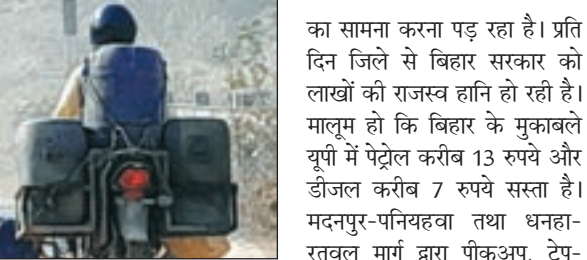 का सामना करना पड़ रहा है। प्रति
दिन जिले से बिहार सरकार को
लाखों की राजस्व हानि हो रही है।
मालूम हो कि बिहार के मुकाबले
यूपी में पेट्रोल करीब 13 रुपये और
डीजल करीब 7 रुपये सस्ता है।
मदनपुर-पनियहवा तथा धनहा-
रतवल मार्ग द्वारा पीकअप, टेप-